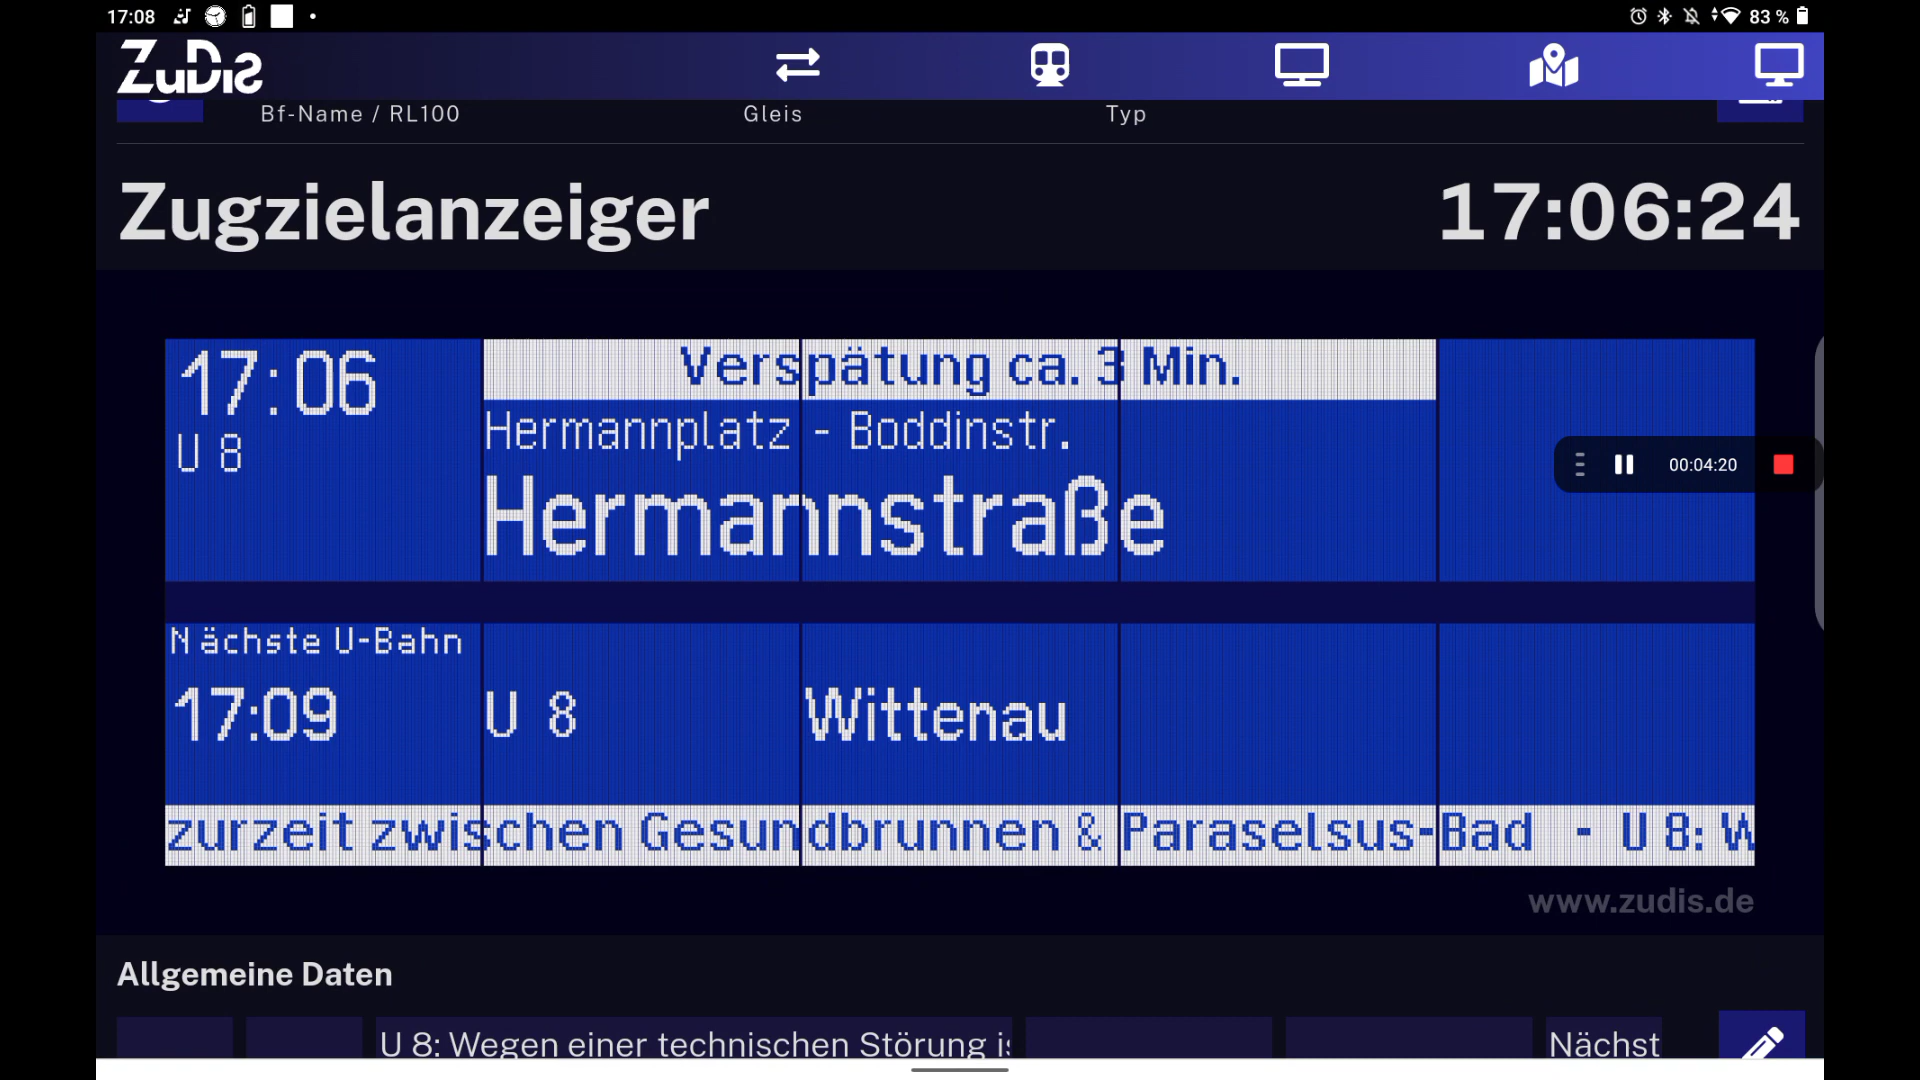 17:08
83 %
ZuDiS
Bf-Name / RL100
Gleis
Typ
Zugzielanzeiger
17:06:24
17:06
Verspätung ca. 3 Min.
U 8
Hermannplatz - Boddinstr.
Hermannstraße
00:04:20
Nächste U-Bahn
17:09
U 8
Wittenau
zurzeit zwischen Gesundbrunnen & Paraselsus-Bad - U 8: W
www.zudis.de
Allgemeine Daten
U 8: Wegen einer technischen Störung is
Nächst